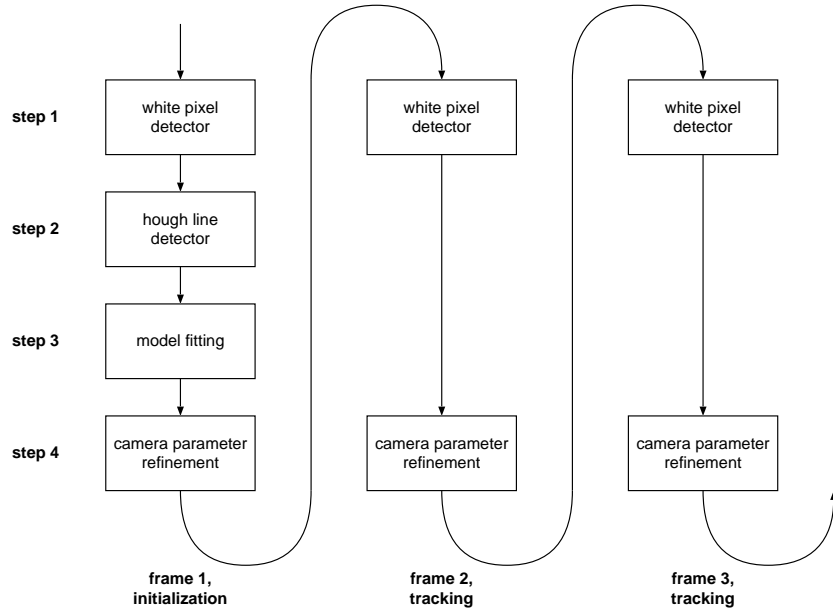 step 1
white pixel
detector
white pixel
detector
white pixel
detector
step 2
hough line
detector
step 3
model fitting
step 4
camera parameter
refinement
camera parameter
refinement
camera parameter
refinement
frame 1,
initialization
frame 2,
tracking
frame 3,
tracking